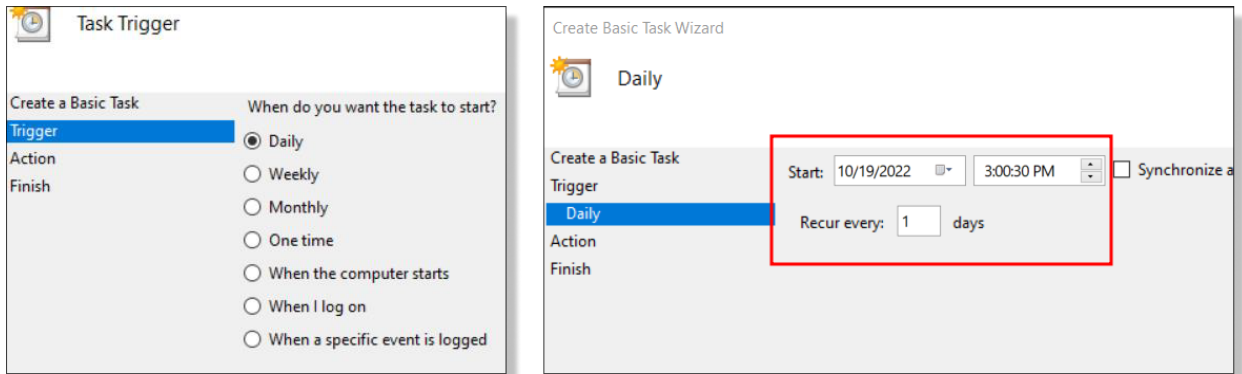 Task Trigger
Create a Basic Task
Trigger
Action
Finish
When do you want the task to start?
Daily
Weekly
Monthly
One time
When the computer starts
When I log on
When a specific event is logged
Create Basic Task Wizard
Daily
Create a Basic Task
Trigger
Daily
Action
Finish
Start: 10/19/2022 3:00:30 PM Synchronize a
Recur every: 1 days